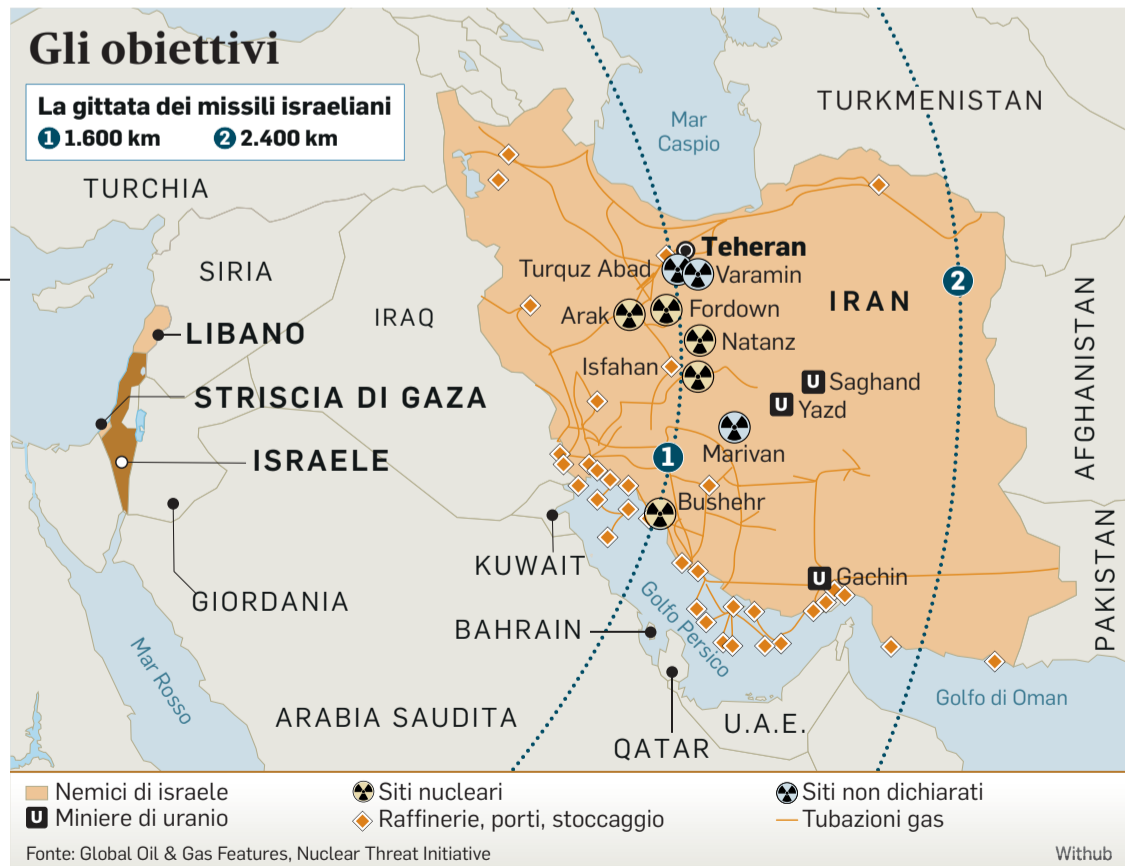 Gli obiettivi
La gittata dei missili israeliani
1 1.600 km 2 2.400 km
TURKMENISTAN
Mar
Caspio
TURCHIA
Teheran
SIRIA
Turquz Abad
Varamin
2
IRAN
Arak
Fordown
IRAQ
LIBANO
Natanz
Isfahan
U Saghand
STRISCIA DI GAZA
U Yazd
AFGHANISTAN
Marivan
1
ISRAELE
Bushehr
KUWAIT
U Gachin
PAKISTAN
GIORDANIA
Golfo Persico
BAHRAIN
Mar Rosso
Golfo di Oman
ARABIA SAUDITA
U.A.E.
QATAR
Nemici di israele
Siti nucleari
Siti non dichiarati
U Miniere di uranio
Raffinerie, porti, stoccaggio
Tubazioni gas
Fonte: Global Oil & Gas Features, Nuclear Threat Initiative
Withub